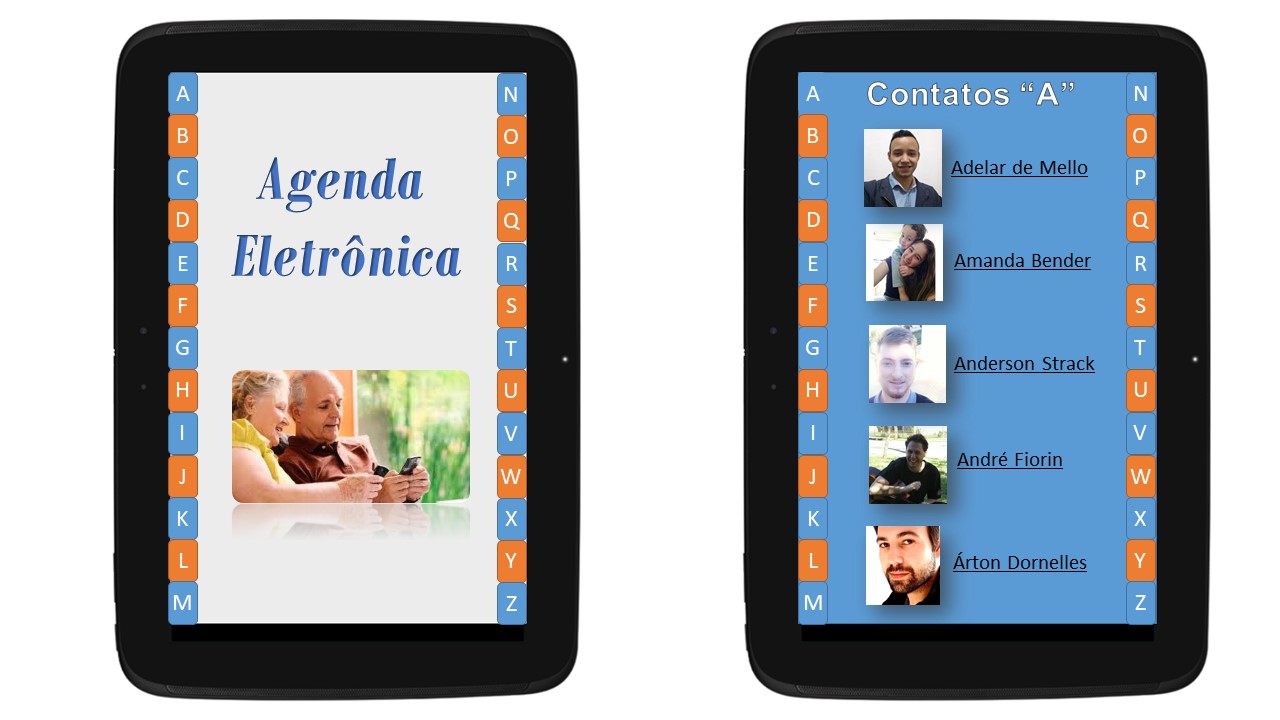 A
B
C
D
E
F
G
H
I
J
K
L
M
Agenda
Eletrônica
N
O
P
Q
R
S
T
U
V
W
X
Y
Z
A
B
C
D
E
F
G
H
I
J
K
L
M
Contatos “A”
Adelar de Mello
Amanda Bender
Anderson Strack
André Fiorin
Árton Dornelles
N
O
P
Q
R
S
T
U
V
W
X
Y
Z